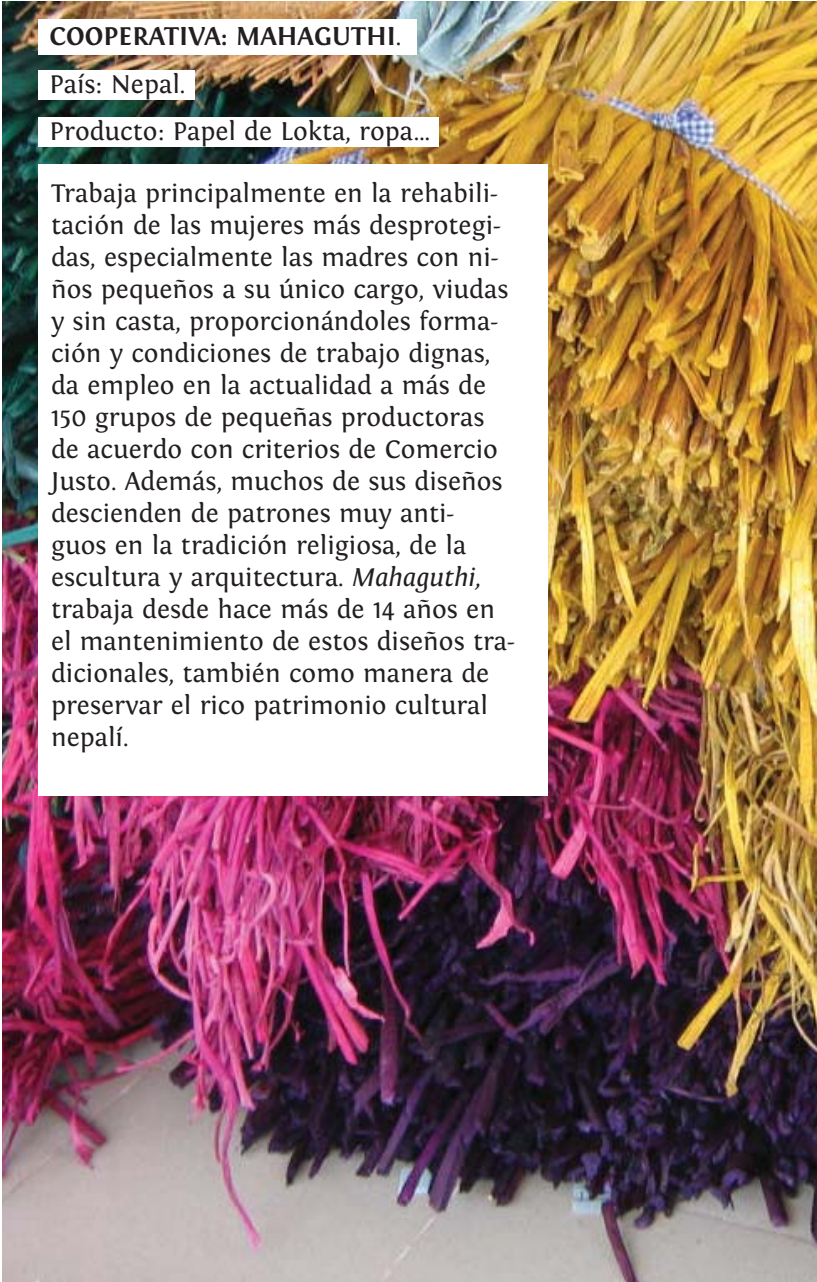 COOPERATIVA: MAHAGUTHI.
País: Nepal.
Producto: Papel de Lokta, ropa...
Trabaja principalmente en la rehabili-
tación de las mujeres más desprotegi-
das, especialmente las madres con ni-
ños pequeños a su único cargo, viudas
y sin casta, proporcionándoles forma-
ción y condiciones de trabajo dignas,
da empleo en la actualidad a más de
150 grupos de pequeñas productoras
de acuerdo con criterios de Comercio
Justo. Además, muchos de sus diseños
descienden de patrones muy anti-
guos en la tradición religiosa, de la
escultura y arquitectura. Mahaguthi,
trabaja desde hace más de 14 años en
el mantenimiento de estos diseños tra-
dicionales, también como manera de
preservar el rico patrimonio cultural
nepalí.